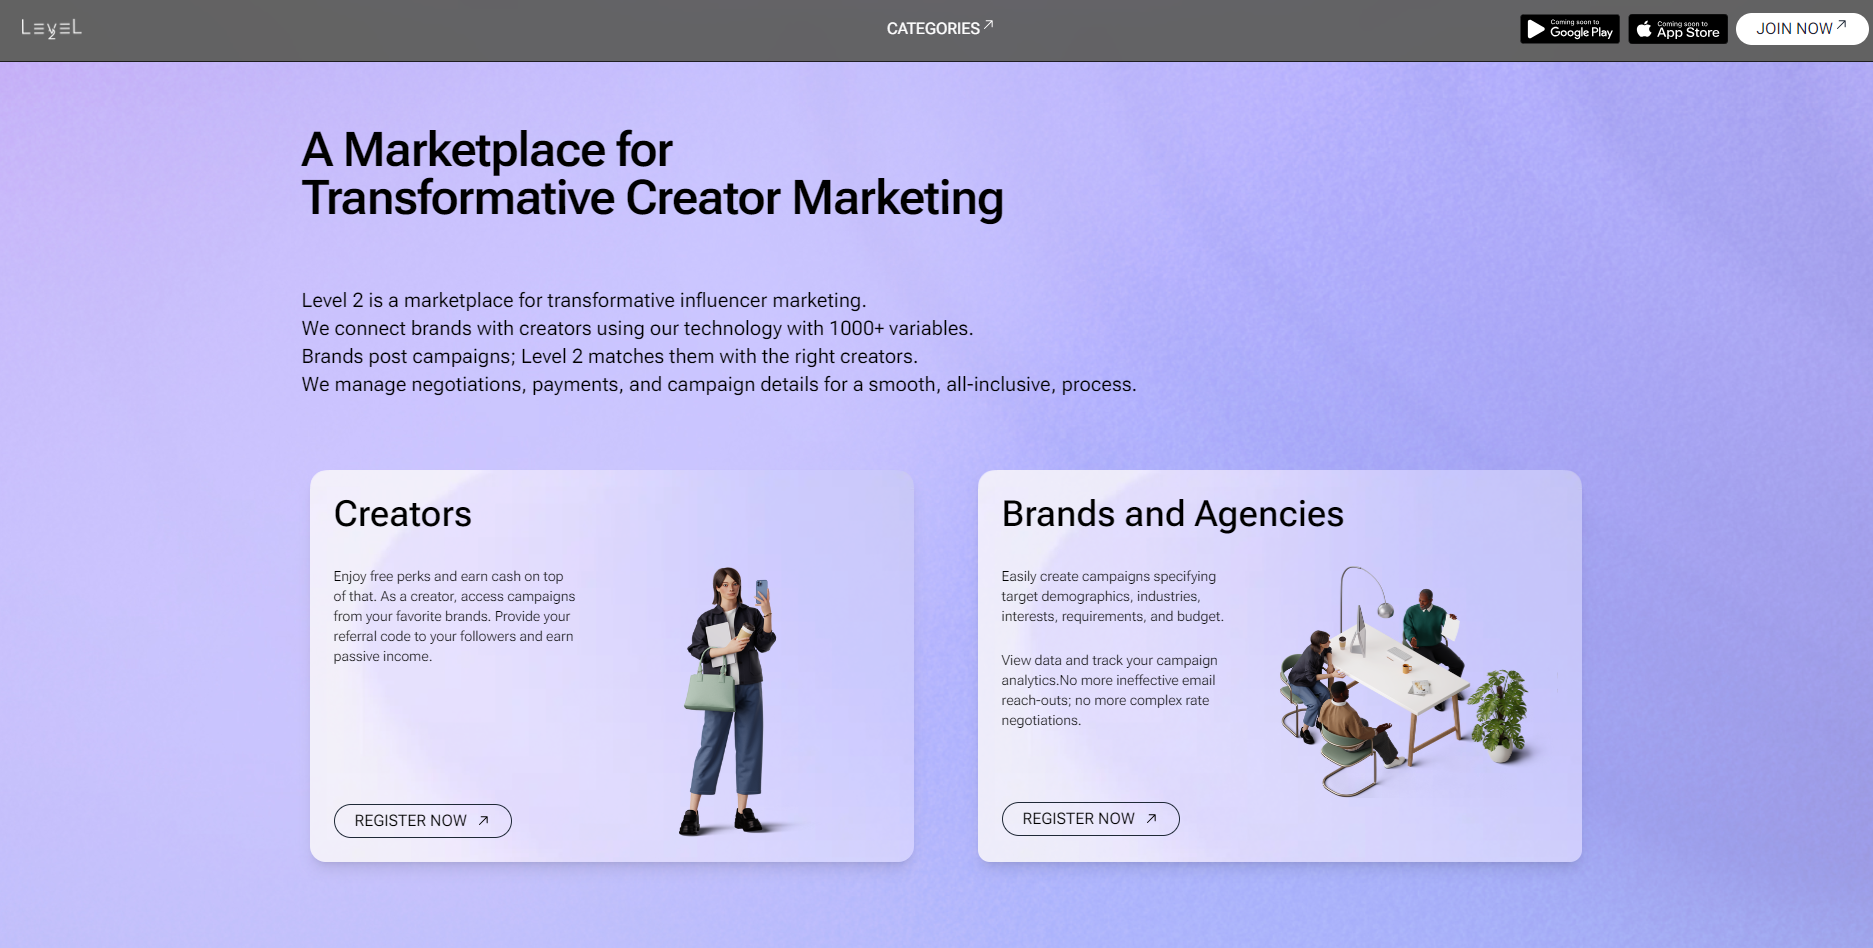 LEVEL
2
CATEGORIES
Coming soon to
Google Play
Coming soon to
App Store
JOIN NOW
A Marketplace for
Transformative Creator Marketing
Level 2 is a marketplace for transformative influencer marketing.
We connect brands with creators using our technology with 1000+ variables.
Brands post campaigns; Level 2 matches them with the right creators.
We manage negotiations, payments, and campaign details for a smooth, all-inclusive, process.
Creators
Enjoy free perks and earn cash on top
of that. As a creator, access campaigns
from your favorite brands. Provide your
referral code to your followers and earn
passive income.
REGISTER NOW
Brands and Agencies
Easily create campaigns specifying
target demographics, industries,
interests, requirements, and budget.
View data and track your campaign
analytics.No more ineffective email
reach-outs; no more complex rate
negotiations.
REGISTER NOW